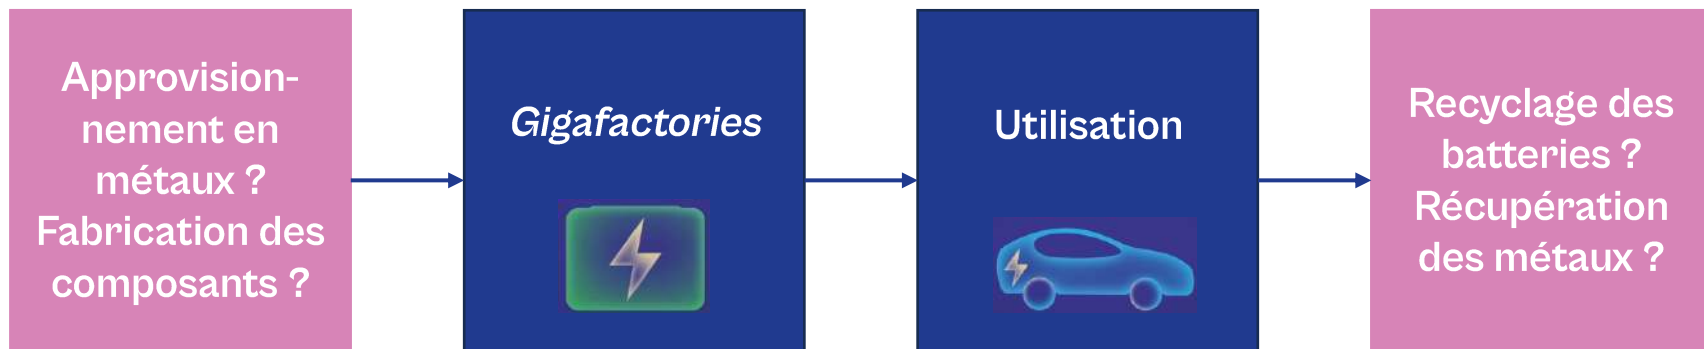 Approvision-
nement en
métaux ?
Fabrication des
composants ?
Gigafactories
Utilisation
Recyclage des
batteries ?
Récupération
des métaux ?